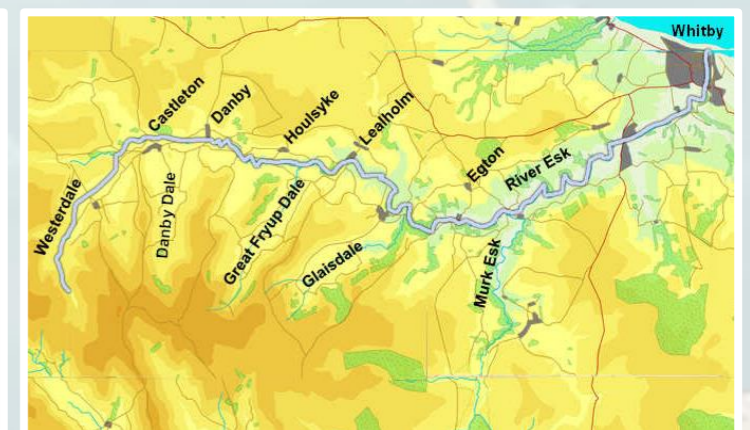 Whitby
Castleton
Danby
Houlsyke
Lealholm
Egton
River Esk
Westerdale
Danby Dale
Great Fryup Dale
Glaisdale
Murk Esk